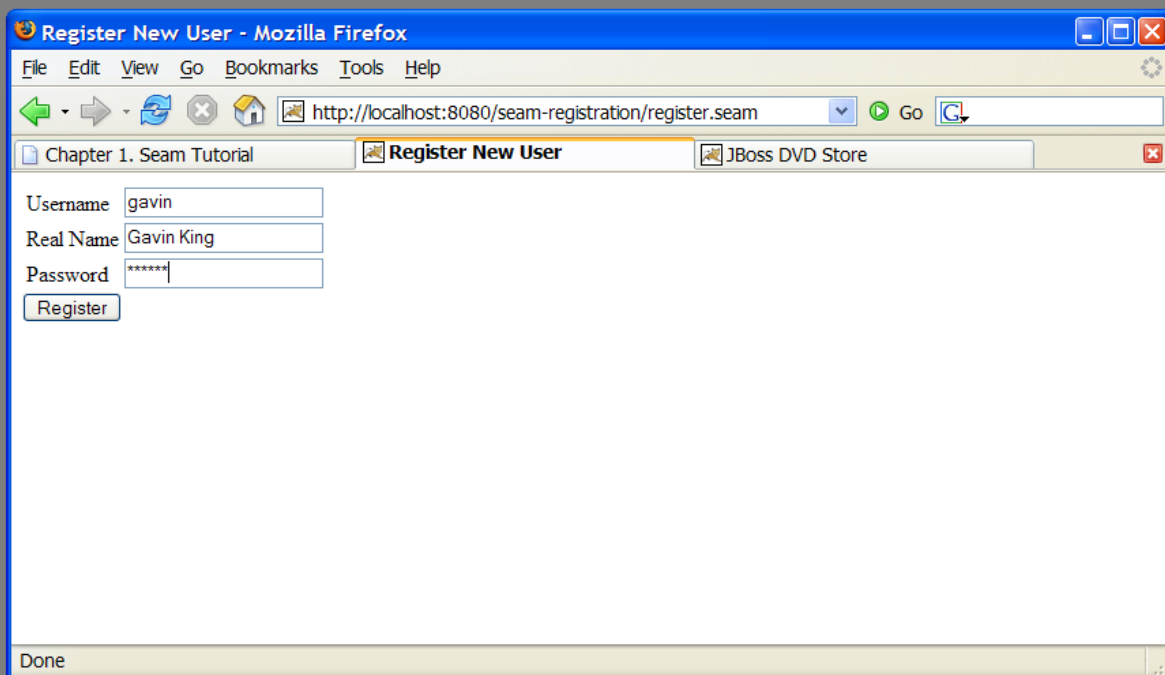 Register New User - Mozilla Firefox
File Edit View Go Bookmarks Tools Help
http://localhost:8080/seam-registration/register.seam Go G
Chapter 1. Seam Tutorial Register New User JBoss DVD Store
Username gavin
Real Name Gavin King
Password ******
Register
Done